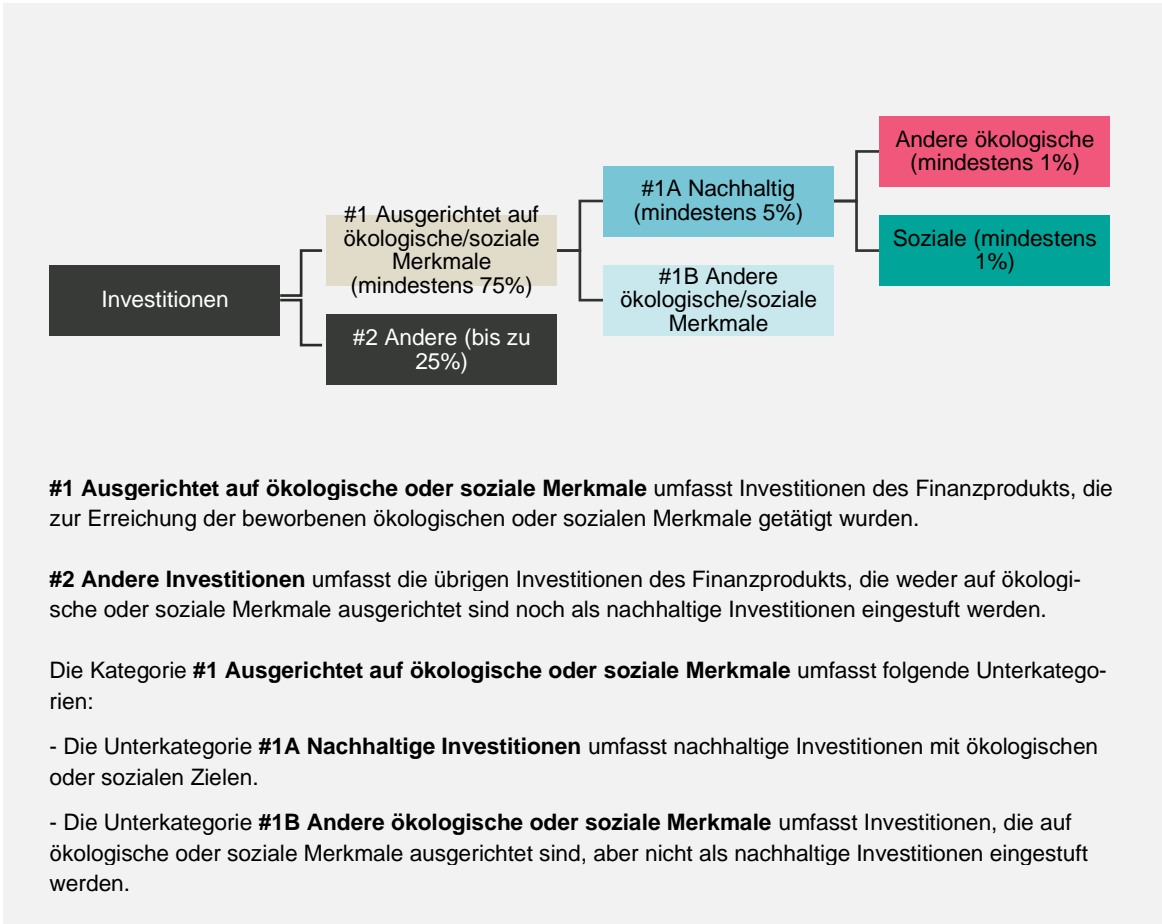 Investitionen
#1 Ausgerichtet auf
ökologische/soziale
Merkmale
(mindestens 75%)
#2 Andere (bis zu
25%)
#1A Nachhaltig
(mindestens 5%)
#1B Andere
ökologische/soziale
Merkmale
Andere ökologische
(mindestens 1%)
Soziale (mindestens
1%)
#1 Ausgerichtet auf ökologische oder soziale Merkmale umfasst Investitionen des Finanzprodukts, die
zur Erreichung der beworbenen ökologischen oder sozialen Merkmale getätigt wurden.
#2 Andere Investitionen umfasst die übrigen Investitionen des Finanzprodukts, die weder auf ökologi-
sche oder soziale Merkmale ausgerichtet sind noch als nachhaltige Investitionen eingestuft werden.
Die Kategorie #1 Ausgerichtet auf ökologische oder soziale Merkmale umfasst folgende Unterkatego-
rien:
- Die Unterkategorie #1A Nachhaltige Investitionen umfasst nachhaltige Investitionen mit ökologischen
oder sozialen Zielen.
- Die Unterkategorie #1B Andere ökologische oder soziale Merkmale umfasst Investitionen, die auf
ökologische oder soziale Merkmale ausgerichtet sind, aber nicht als nachhaltige Investitionen eingestuft
werden.